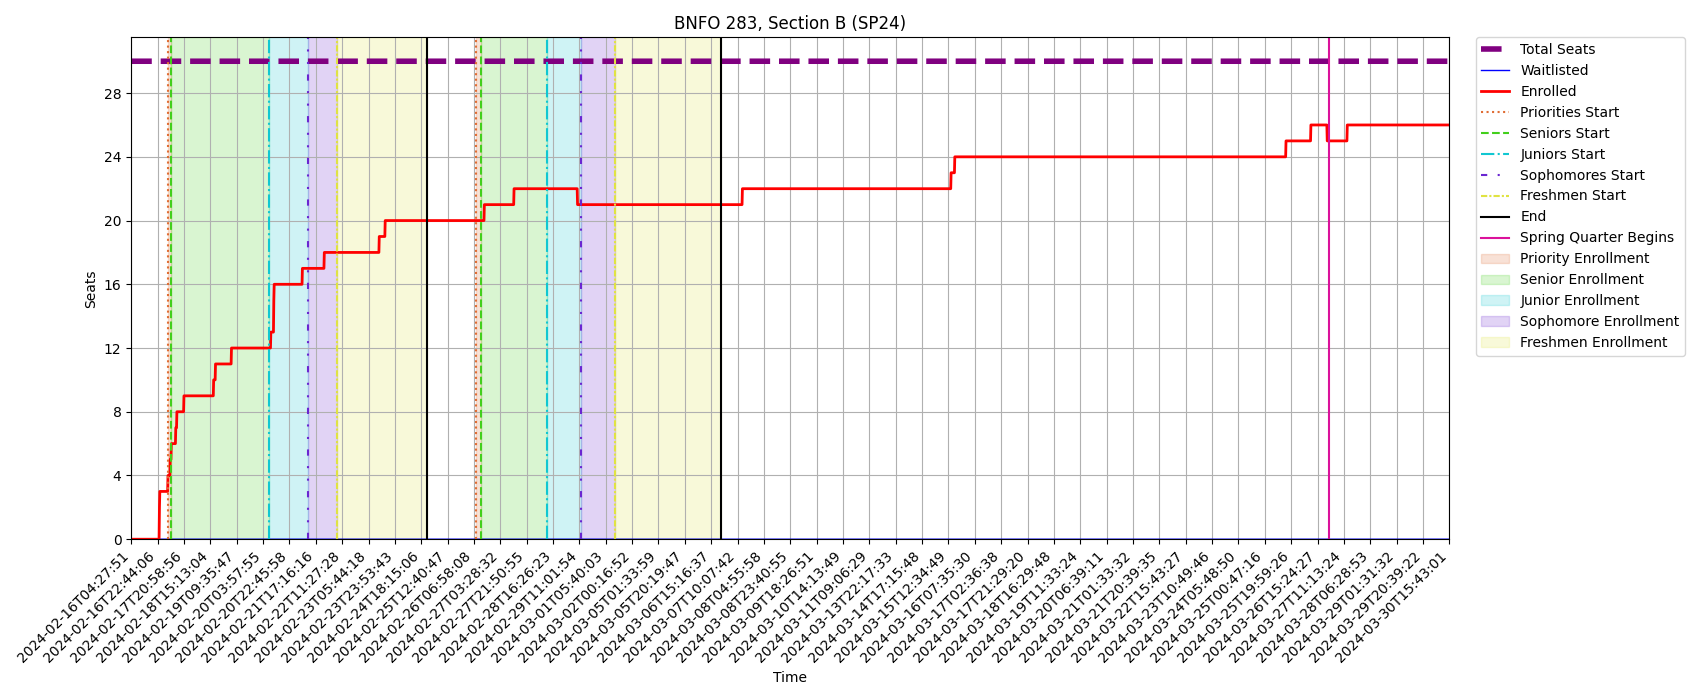 BNFO 283, Section B (SP24)
Seats
28
24
20
16
12
8
4
0
2024-02-16T04:27:51
2024-02-16T22:44:06
2024-02-17T20:58:56
2024-02-18T15:13:04
2024-02-19T09:35:47
2024-02-20T03:57:55
2024-02-20T22:45:58
2024-02-21T17:16:19
2024-02-22T11:27:28
2024-02-23T05:44:18
2024-02-23T23:53:43
2024-02-24T18:15:06
2024-02-25T12:40:47
2024-02-26T06:58:08
2024-02-27T03:28:32
2024-02-27T21:50:55
2024-02-28T16:26:23
2024-02-29T11:01:54
2024-03-01T05:40:03
2024-03-02T00:16:52
2024-03-05T01:33:59
2024-03-05T20:19:47
2024-03-06T15:16:37
2024-03-07T10:07:42
2024-03-08T04:55:58
2024-03-08T23:40:55
2024-03-09T18:26:51
2024-03-10T14:13:49
2024-03-11T09:06:29
2024-03-13T22:17:33
2024-03-14T17:15:48
2024-03-15T12:34:49
2024-03-16T07:35:30
2024-03-17T02:36:38
2024-03-17T21:29:20
2024-03-18T16:29:48
2024-03-19T11:33:24
2024-03-20T06:39:11
2024-03-21T01:33:32
2024-03-21T20:39:35
2024-03-22T15:43:27
2024-03-23T10:49:46
2024-03-24T05:48:50
2024-03-25T00:47:16
2024-03-25T19:59:26
2024-03-26T15:24:27
2024-03-27T11:13:24
2024-03-28T06:28:53
2024-03-29T01:31:32
2024-03-29T20:39:22
2024-03-30T15:43:01
Time
Total Seats
Waitlisted
Enrolled
Priorities Start
Seniors Start
Juniors Start
Sophomores Start
Freshmen Start
End
Spring Quarter Begins
Priority Enrollment
Senior Enrollment
Junior Enrollment
Sophomore Enrollment
Freshmen Enrollment